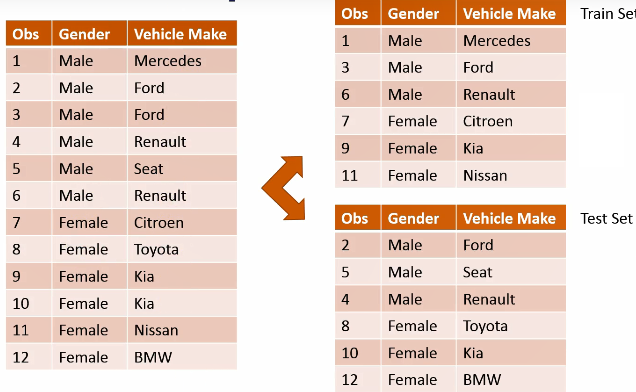 Obs Gender Vehicle Make
1 Male Mercedes
2 Male Ford
3 Male Ford
4 Male Renault
5 Male Seat
6 Male Renault
7 Female Citroen
8 Female Toyota
9 Female Kia
10 Female Kia
11 Female Nissan
12 Female BMW
Obs Gender Vehicle Make Train Set
1 Male Mercedes
3 Male Ford
6 Male Renault
7 Female Citroen
9 Female Kia
11 Female Nissan
Obs Gender Vehicle Make Test Set
2 Male Ford
5 Male Seat
4 Male Renault
8 Female Toyota
10 Female Kia
12 Female BMW